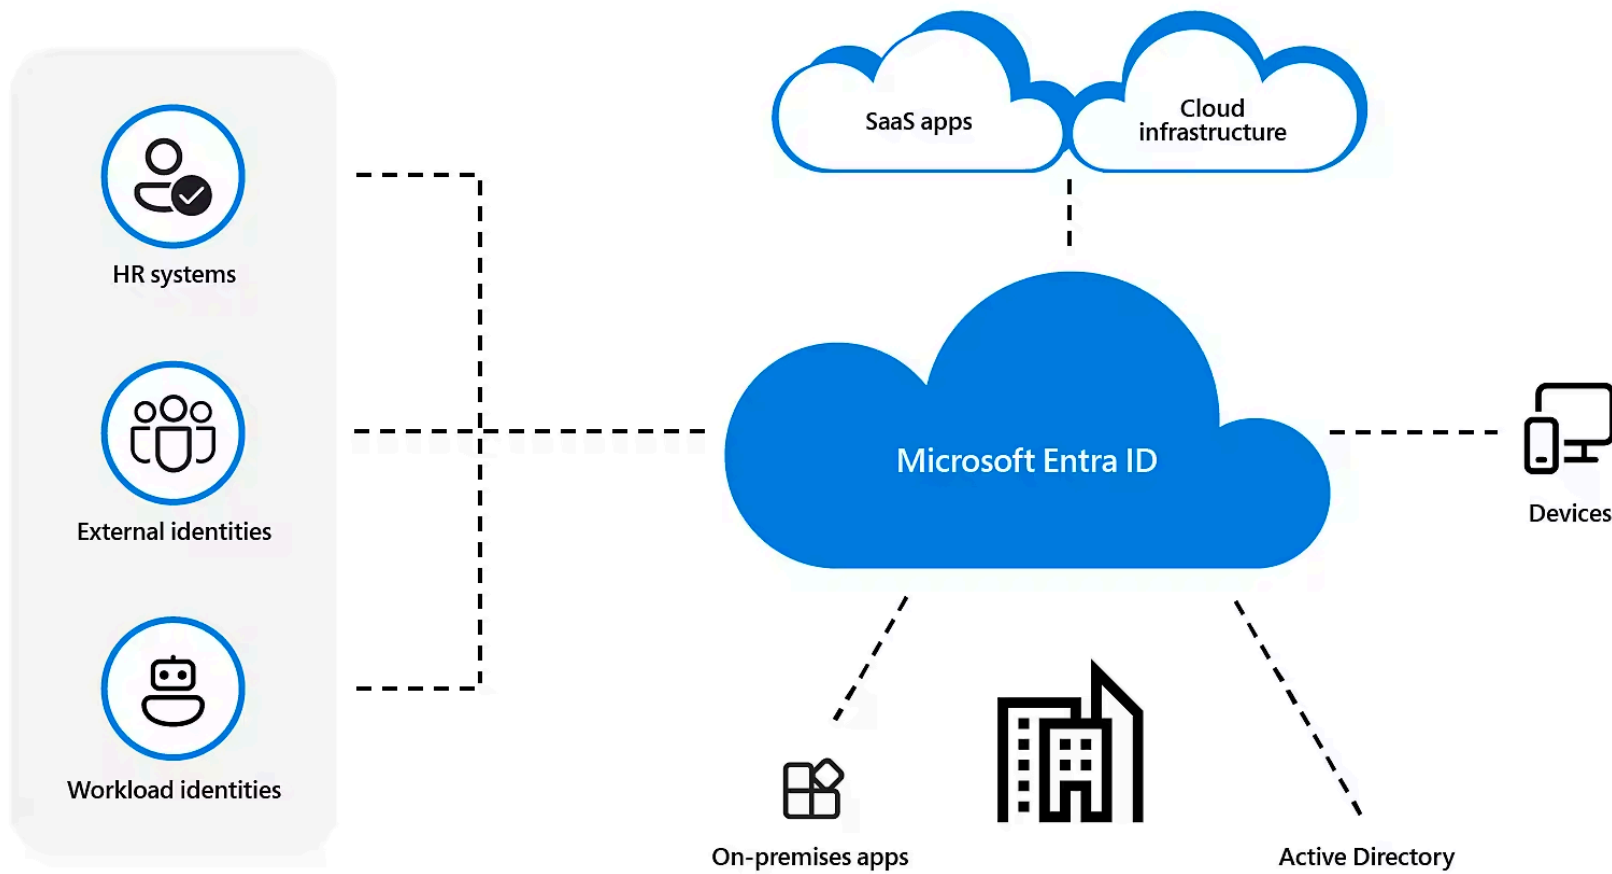 SaaS apps
Cloud
infrastructure
HR systems
Microsoft Entra ID
External identities
Devices
Workload identities
On-premises apps
Active Directory